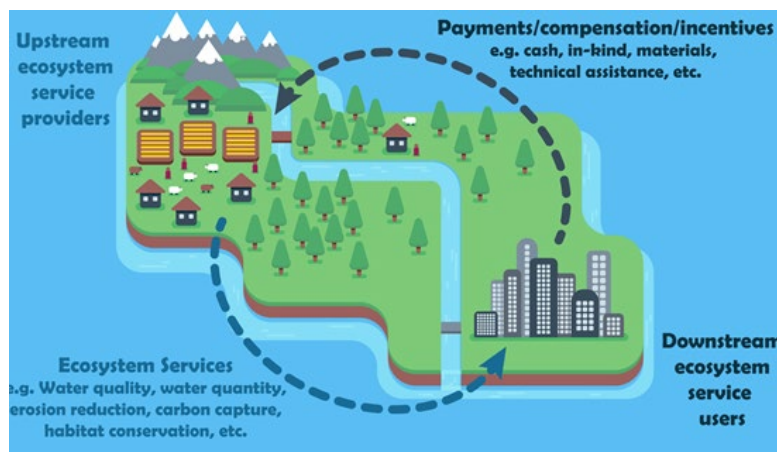 Upstream
ecosystem
service
providers
Payments/compensation/incentives
e.g. cash, in-kind, materials,
technical assistance, etc.
Ecosystem Services
e.g. Water quality, water quantity,
erosion reduction, carbon capture,
habitat conservation, etc.
Downstream
ecosystem
service
users